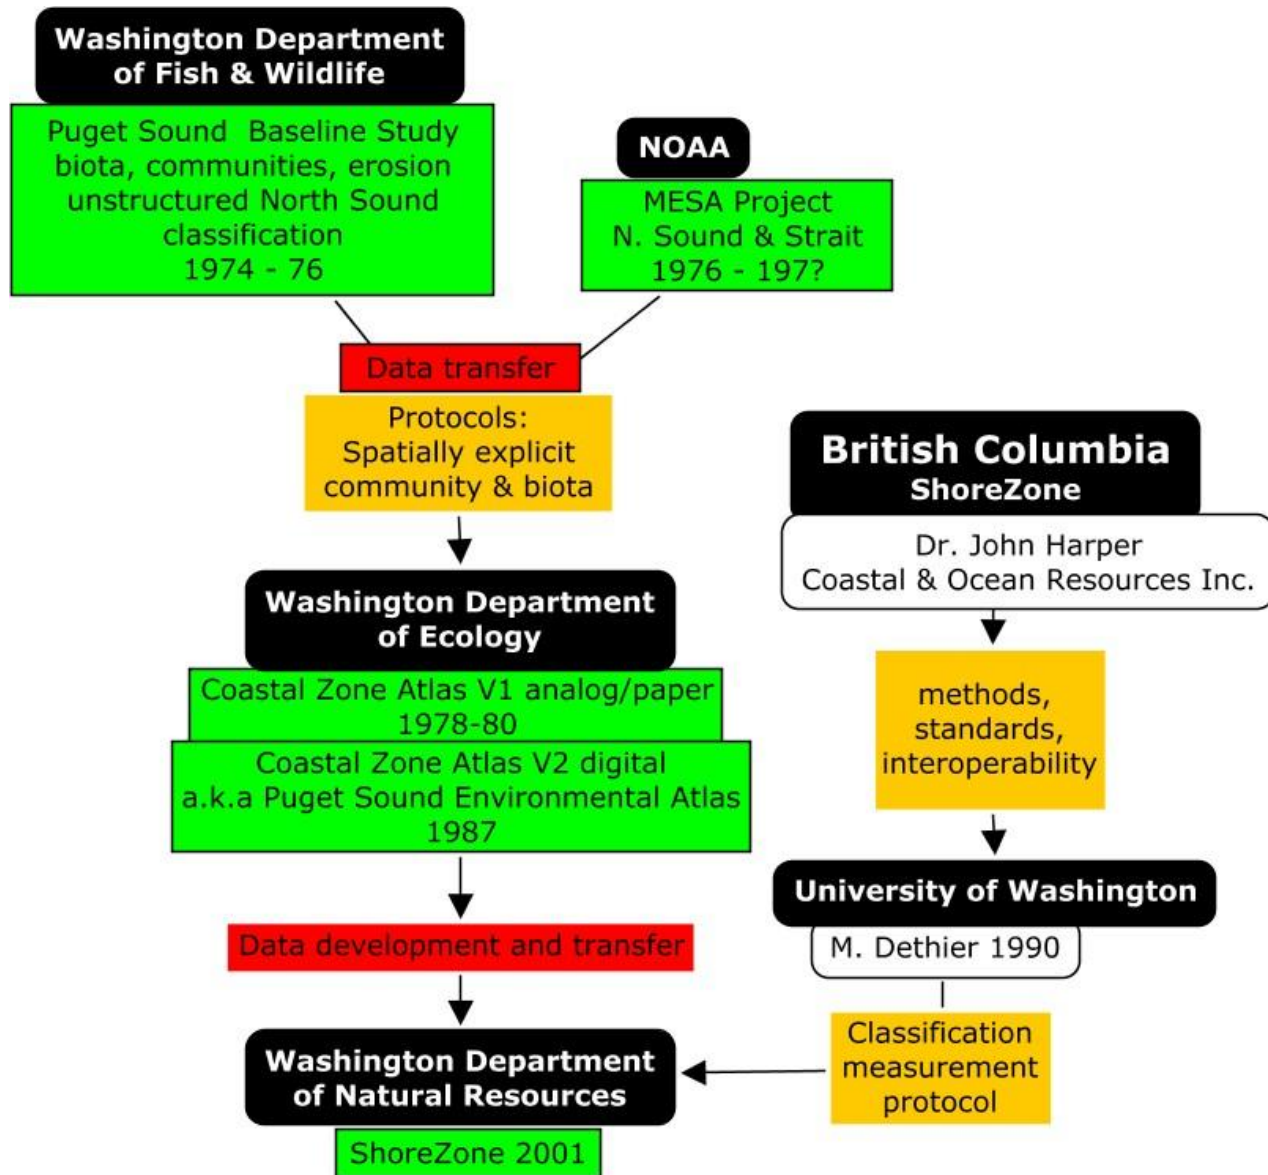 Washington Department
of Fish & Wildlife
Puget Sound  Baseline Study
biota, communities, erosion
unstructured North Sound
classification
1974 - 76
NOAA
MESA Project
N. Sound & Strait
1976 - 197?
Data transfer
Protocols:
Spatially explicit
community & biota
British Columbia
ShoreZone
Dr. John Harper
Coastal & Ocean Resources Inc.
Washington Department
of Ecology
Coastal Zone Atlas V1 analog/paper
1978-80
Coastal Zone Atlas V2 digital
a.k.a Puget Sound Environmental Atlas
1987
methods,
standards,
interoperability
University of Washington
M. Dethier 1990
Data development and transfer
Classification
measurement
protocol
Washington Department
of Natural Resources
ShoreZone 2001